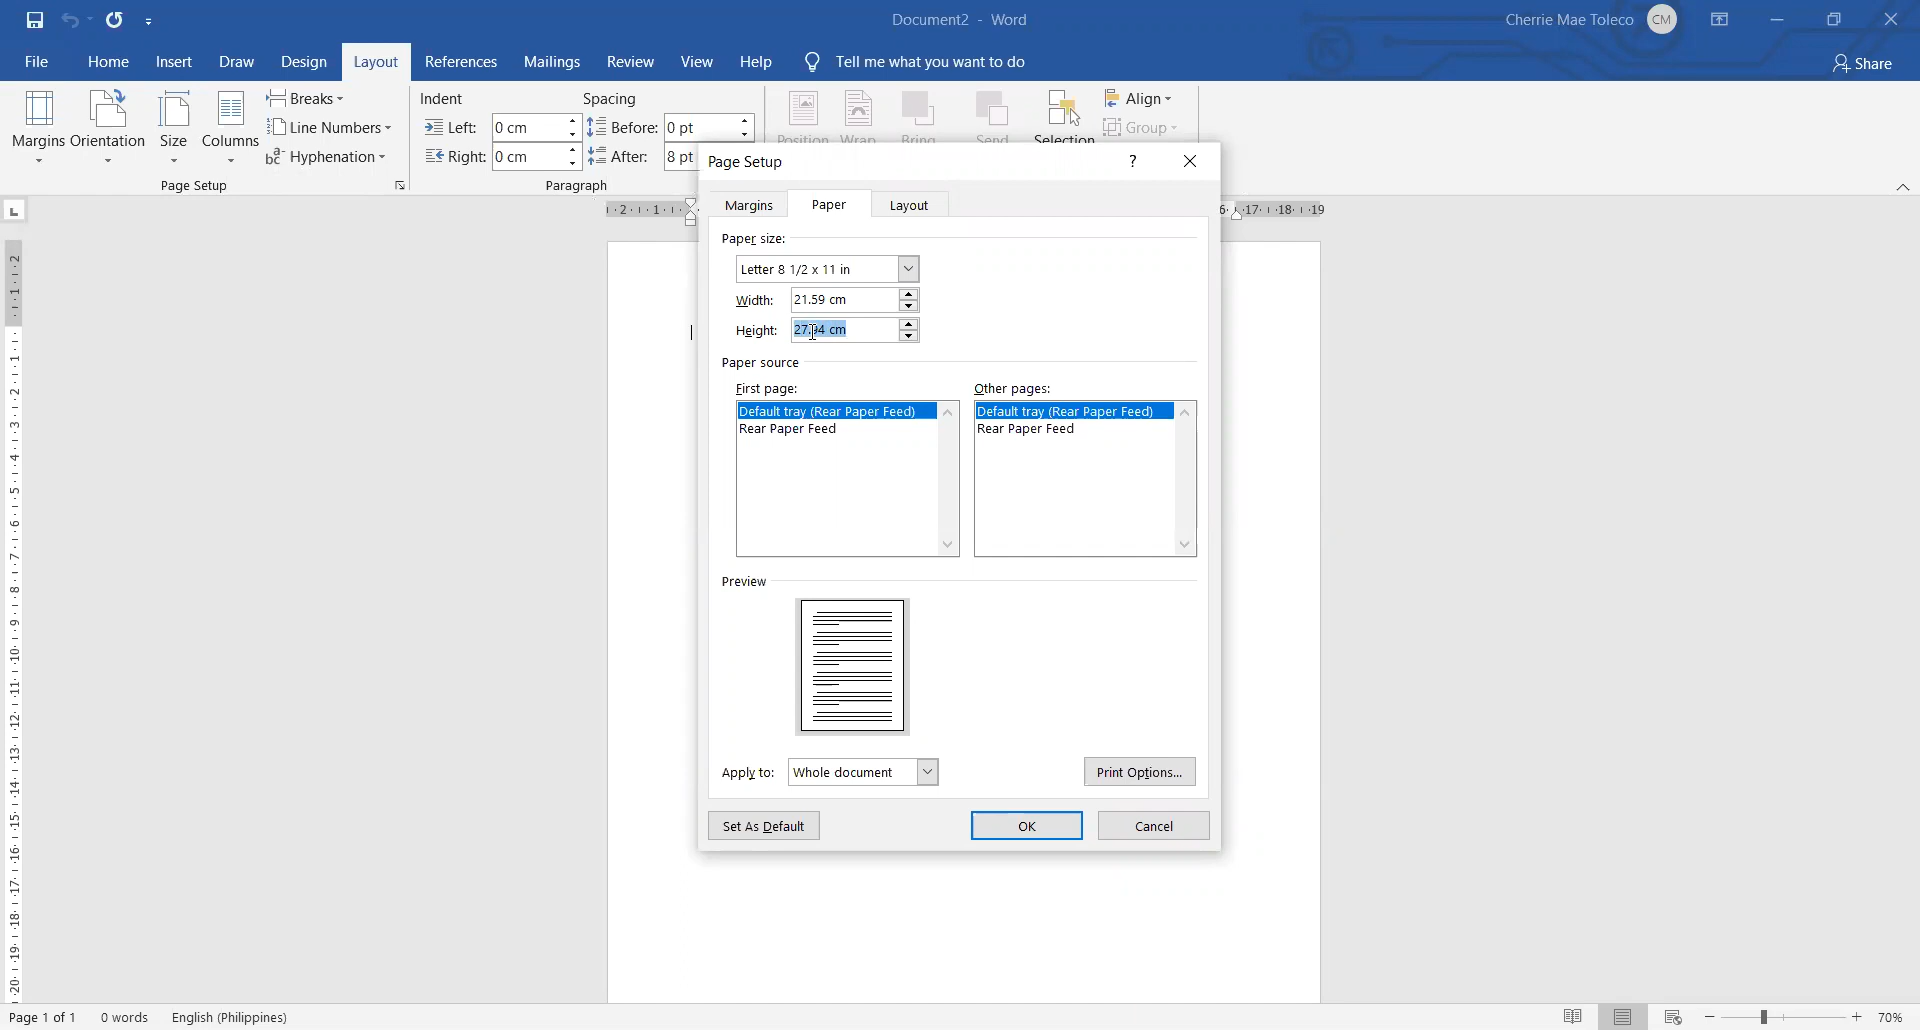 Document2 - Word
Cherrie Mae Toleco CM
File Home Insert Draw Design Layout References Mailings Review View Help Tell me what you want to do Share
Margins
Orientation
Size
Columns
Breaks
Line Numbers
Hyphenation
Page Setup
Indent
Left: 0 cm
Right: 0 cm
Spacing
Before: 0 pt
After: 8 pt
Paragraph
Position
Wrap
Bring
Send
Selection
Align
Group
Page Setup ?
Margins Paper Layout
Paper size:
Letter 8 1/2 x 11 in
Width: 21.59 cm
Height: 27.94 cm
Paper source
First page:
Default tray (Rear Paper Feed)
Rear Paper Feed
Other pages:
Default tray (Rear Paper Feed)
Rear Paper Feed
Preview
Apply to: Whole document Print Options...
Set As Default OK Cancel
Page 1 of 1 0 words English (Philippines) 70%